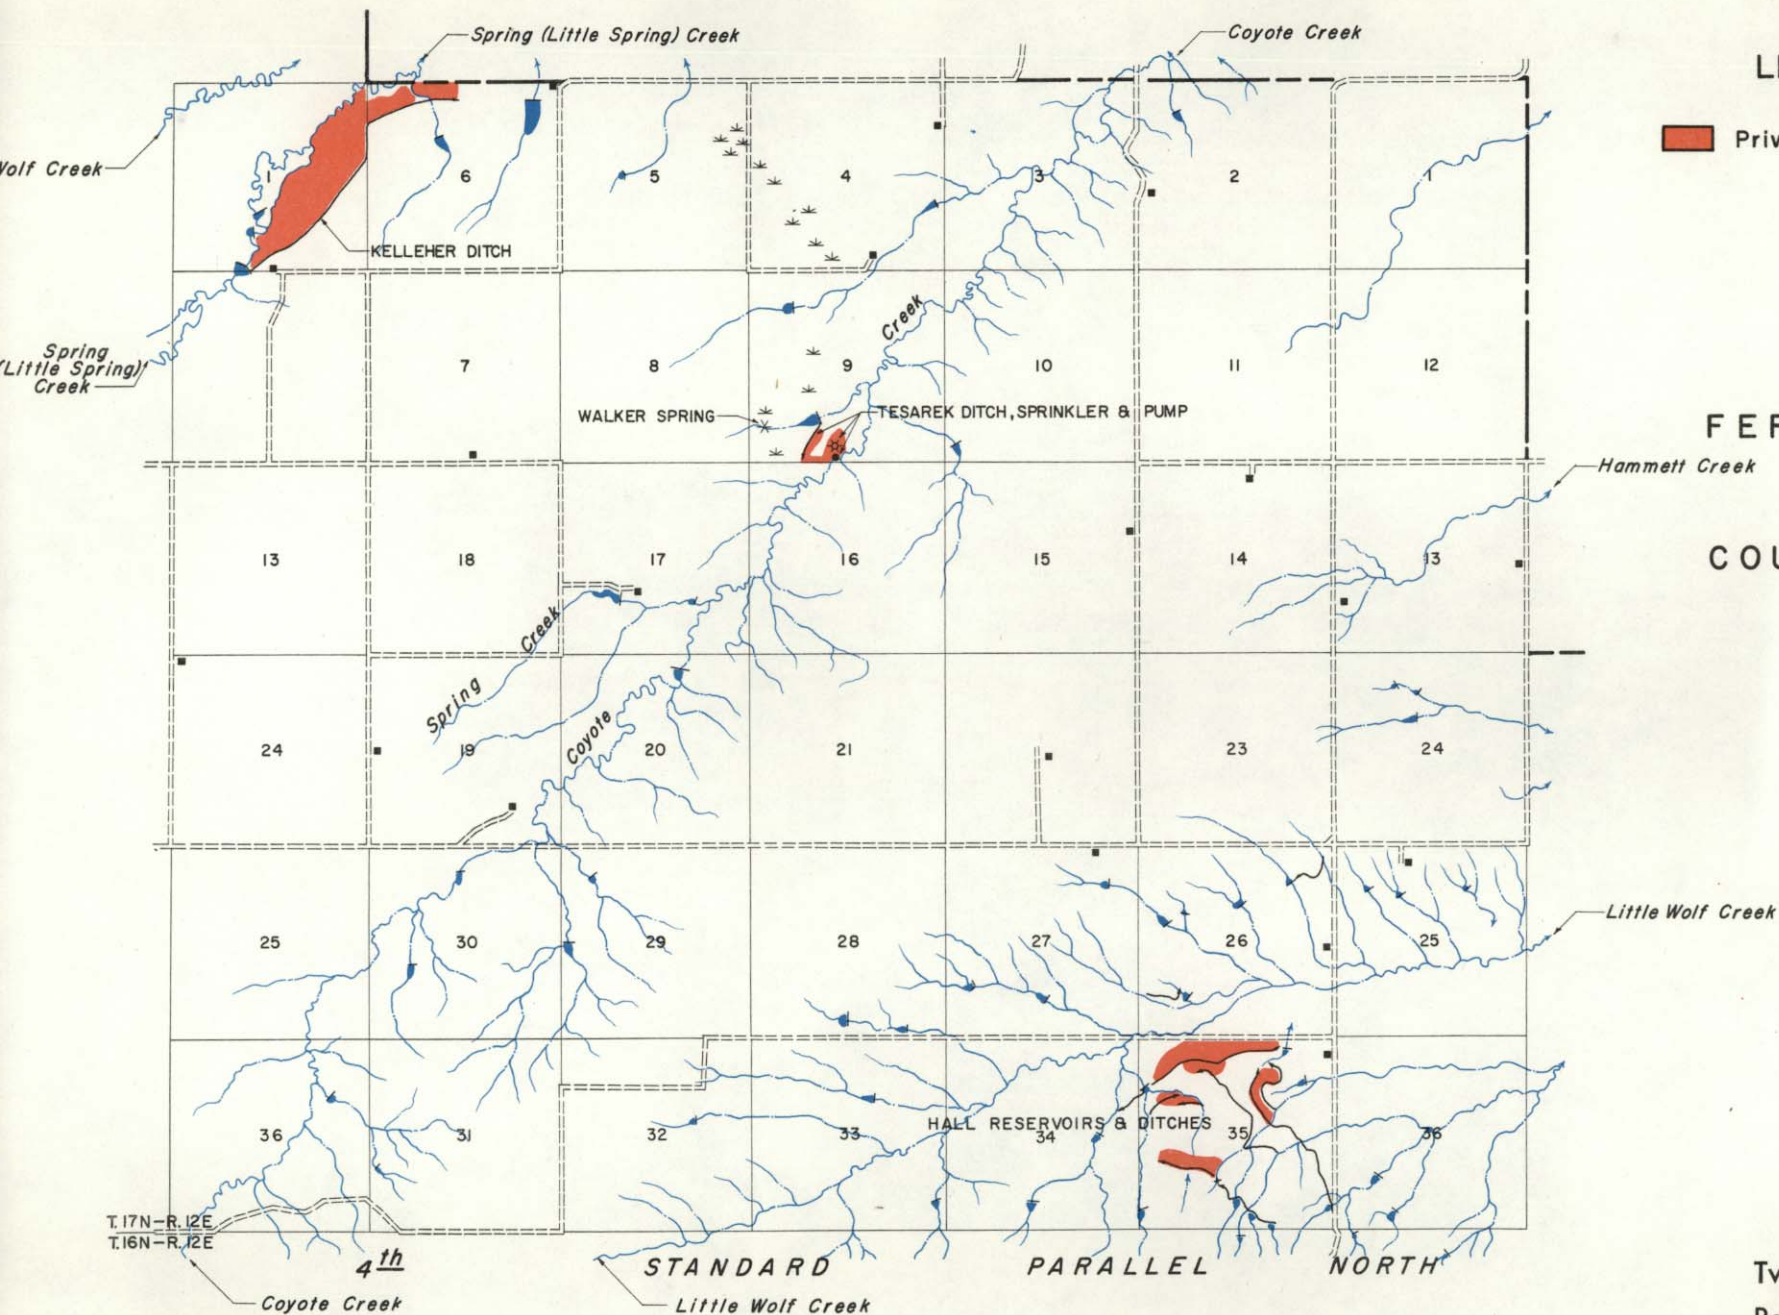 Spring (Little Spring) Creek
Coyote Creek
Wolf Creek
KELLEHER DITCH
1
6
5
4
3
2
1
Spring
(Little Spring)
Creek
7
8
9
10
11
12
Creek
WALKER SPRING
TESAREK DITCH, SPRINKLER & PUMP
Hammett Creek
13
18
17
16
15
14
13
Spring Creek
Coyote
24
19
20
21
23
24
25
30
29
28
27
26
25
Little Wolf Creek
36
31
32
33
34
35
36
HALL RESERVOIRS & DITCHES
T.17N-R.12E
T.16N-R.12E
4th STANDARD PARALLEL NORTH
Coyote Creek
Little Wolf Creek